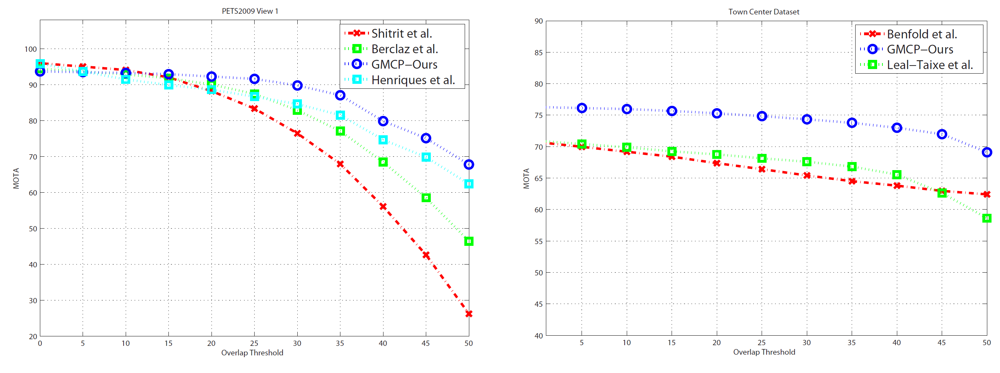 PETS2009 View 1
Shitrit et al.
Berclaz et al.
GMCP−Ours
Henriques et al.
100
90
80
70
60
50
40
30
20
MOTA
0 5 10 15 20 25 30 35 40 45 50
Overlap Threshold
Town Center Dataset
Benfold et al.
GMCP−Ours
Leal−Taixe et al.
90
85
80
75
70
65
60
55
50
45
40
MOTA
5 10 15 20 25 30 35 40 45 50
Overlap Threshold